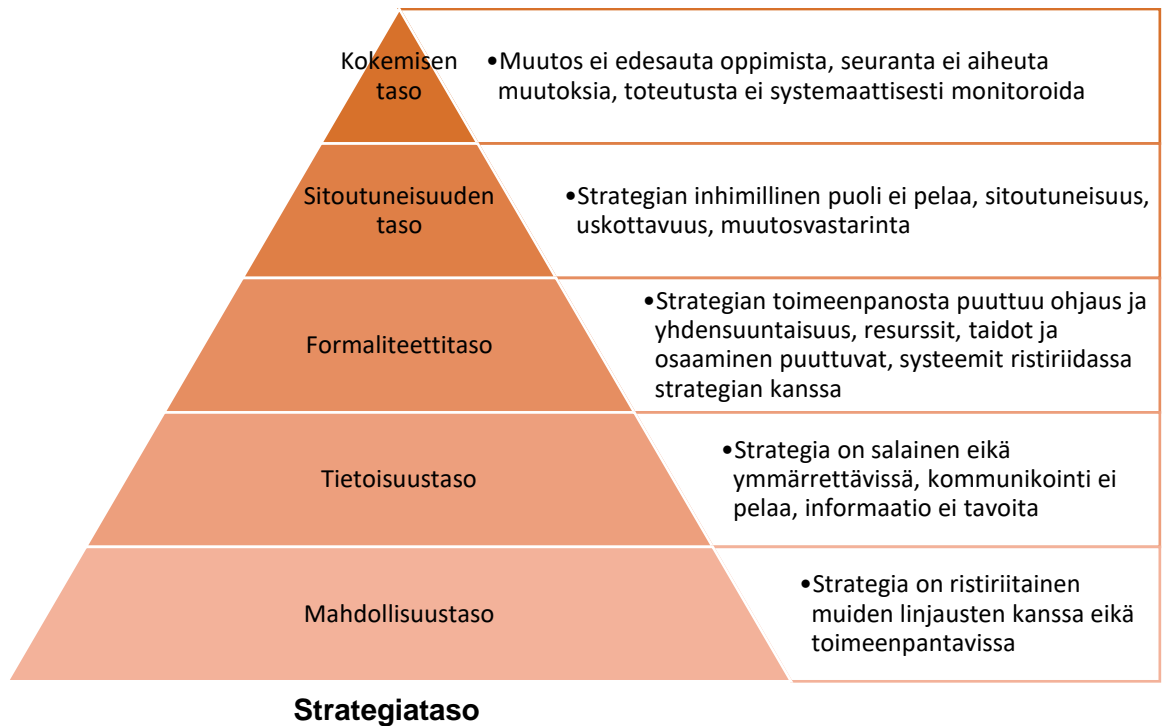 Kokemisen
taso
•Muutos ei edesauta oppimista, seuranta ei aiheuta
muutoksia, toteutusta ei systemaattisesti monitoroida
Sitoutuneisuuden
taso
•Strategian inhimillinen puoli ei pelaa, sitoutuneisuus,
uskottavuus, muutosvastarinta
Formaliteettitaso
•Strategian toimeenpanosta puuttuu ohjaus ja
yhdensuuntaisuus, resurssit, taidot ja
osaaminen puuttuvat, systeemit ristiriidassa
strategian kanssa
Tietoisuustaso
•Strategia on salainen eikä
ymmärrettävissä, kommunikointi ei
pelaa, informaatio ei tavoita
Mahdollisuustaso
•Strategia on ristiriitainen
muiden linjausten kanssa eikä
toimeenpantavissa
Strategiataso